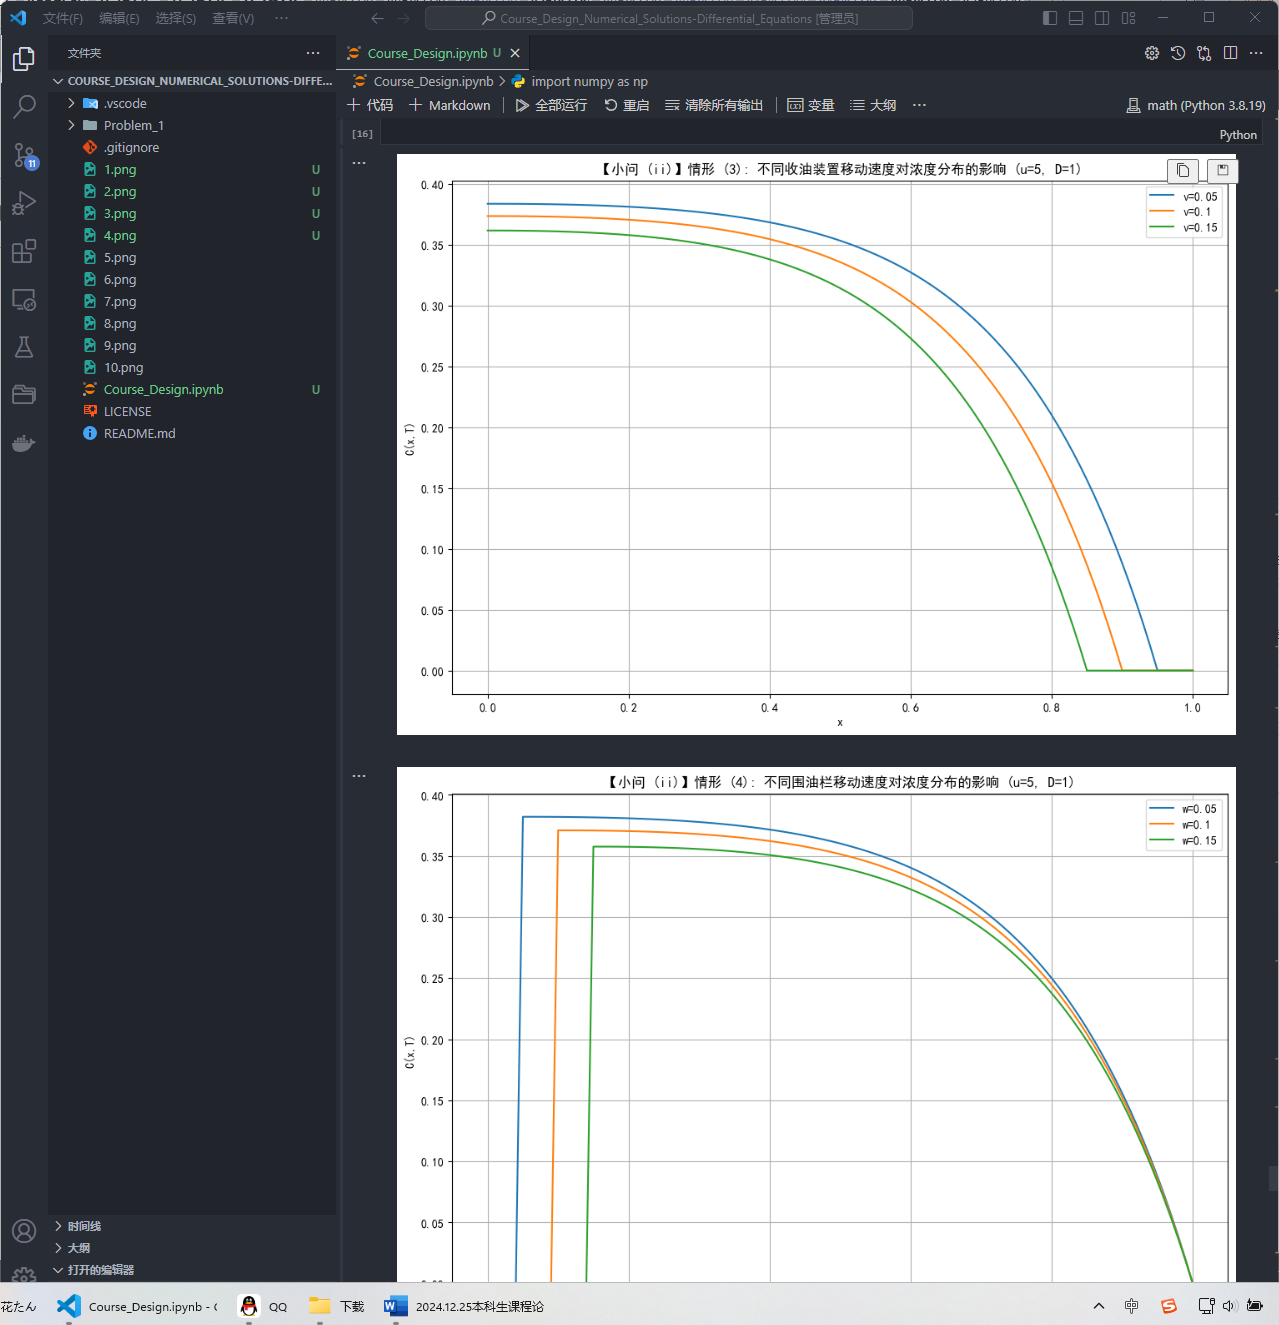 文件(F) 编辑(E) 选择(S) 查看(V) ··· Course_Design_Numerical_Solutions-Differential_Equations [管理员]
文件夹 ···
COURSE_DESIGN_NUMERICAL_SOLUTIONS-DIFFE...
.vscode
Problem_1
.gitignore
1.png U
2.png U
3.png U
4.png U
5.png
6.png
7.png
8.png
9.png
10.png
Course_Design.ipynb U
LICENSE
README.md
11
时间线
大纲
打开的编辑器
Course_Design.ipynb U
Course_Design.ipynb > import numpy as np
代码 Markdown 全部运行 重启 清除所有输出 变量 大纲 ··· math (Python 3.8.19)
[16] Python
【小问 (ii)】情形 (3): 不同收油装置移动速度对浓度分布的影响 (u=5, D=1)
v=0.05
v=0.1
v=0.15
0.40
0.35
0.30
0.25
0.20
0.15
0.10
0.05
0.00
C(x,T)
0.0 0.2 0.4 0.6 0.8 1.0
x
【小问 (ii)】情形 (4): 不同围油栏移动速度对浓度分布的影响 (u=5, D=1)
w=0.05
w=0.1
w=0.15
0.40
0.35
0.30
0.25
0.20
0.15
0.10
0.05
C(x,T)
花たん Course_Design.ipynb - QQ 下载 2024.12.25本科生课程论 中